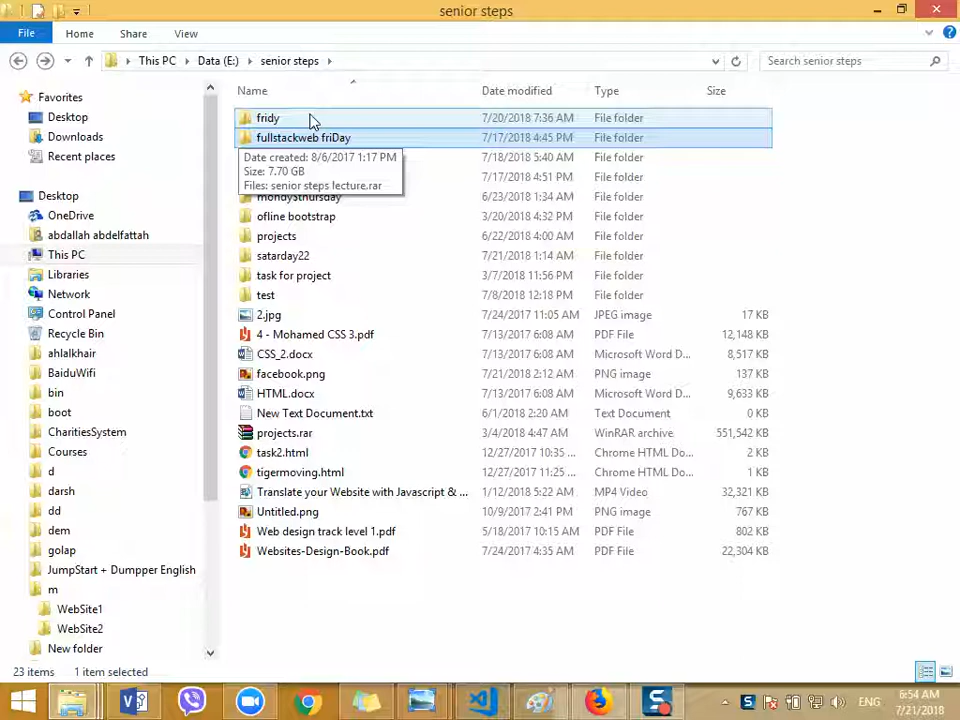 senior steps
File Home Share View
This PC Data (E:) senior steps Search senior steps
Name Date modified Type Size
Favorites
Desktop
Downloads
Recent places
Desktop
OneDrive
abdallah abdelfattah
This PC
Libraries
Network
Control Panel
Recycle Bin
ahlalkhair
BaiduWifi
bin
boot
CharitiesSystem
Courses
d
darsh
dd
dem
golap
JumpStart + Dumpper English
m
WebSite1
WebSite2
New folder
fridy 7/20/2018 7:36 AM File folder
fullstackweb friDay 7/17/2018 4:45 PM File folder
Date created: 8/6/2017 1:17 PM 7/18/2018 5:40 AM File folder
Size: 7.70 GB 7/17/2018 4:51 PM File folder
Files: senior steps lecture.rar
mondy$thursday 6/23/2018 1:34 AM File folder
ofline bootstrap 3/20/2018 4:32 PM File folder
projects 6/22/2018 4:00 AM File folder
satarday22 7/21/2018 1:14 AM File folder
task for project 3/7/2018 11:56 PM File folder
test 7/8/2018 12:18 PM File folder
2.jpg 7/24/2017 11:05 AM JPEG image 17 KB
4 - Mohamed CSS 3.pdf 7/13/2017 6:08 AM PDF File 12,148 KB
CSS_2.docx 7/13/2017 6:08 AM Microsoft Word D... 8,517 KB
facebook.png 7/21/2018 2:12 AM PNG image 137 KB
HTML.docx 7/13/2017 6:08 AM Microsoft Word D... 9,633 KB
New Text Document.txt 6/1/2018 2:20 AM Text Document 0 KB
projects.rar 3/4/2018 4:47 AM WinRAR archive 551,542 KB
task2.html 12/27/2017 10:35 ... Chrome HTML Do... 2 KB
tigermoving.html 12/27/2017 11:25 ... Chrome HTML Do... 1 KB
Translate your Website with Javascript & ... 1/12/2018 5:22 AM MP4 Video 32,321 KB
Untitled.png 10/9/2017 2:41 PM PNG image 767 KB
Web design track level 1.pdf 5/18/2017 10:15 AM PDF File 802 KB
Websites-Design-Book.pdf 7/24/2017 4:35 AM PDF File 22,304 KB
23 items 1 item selected
ENG 6:54 AM
7/21/2018